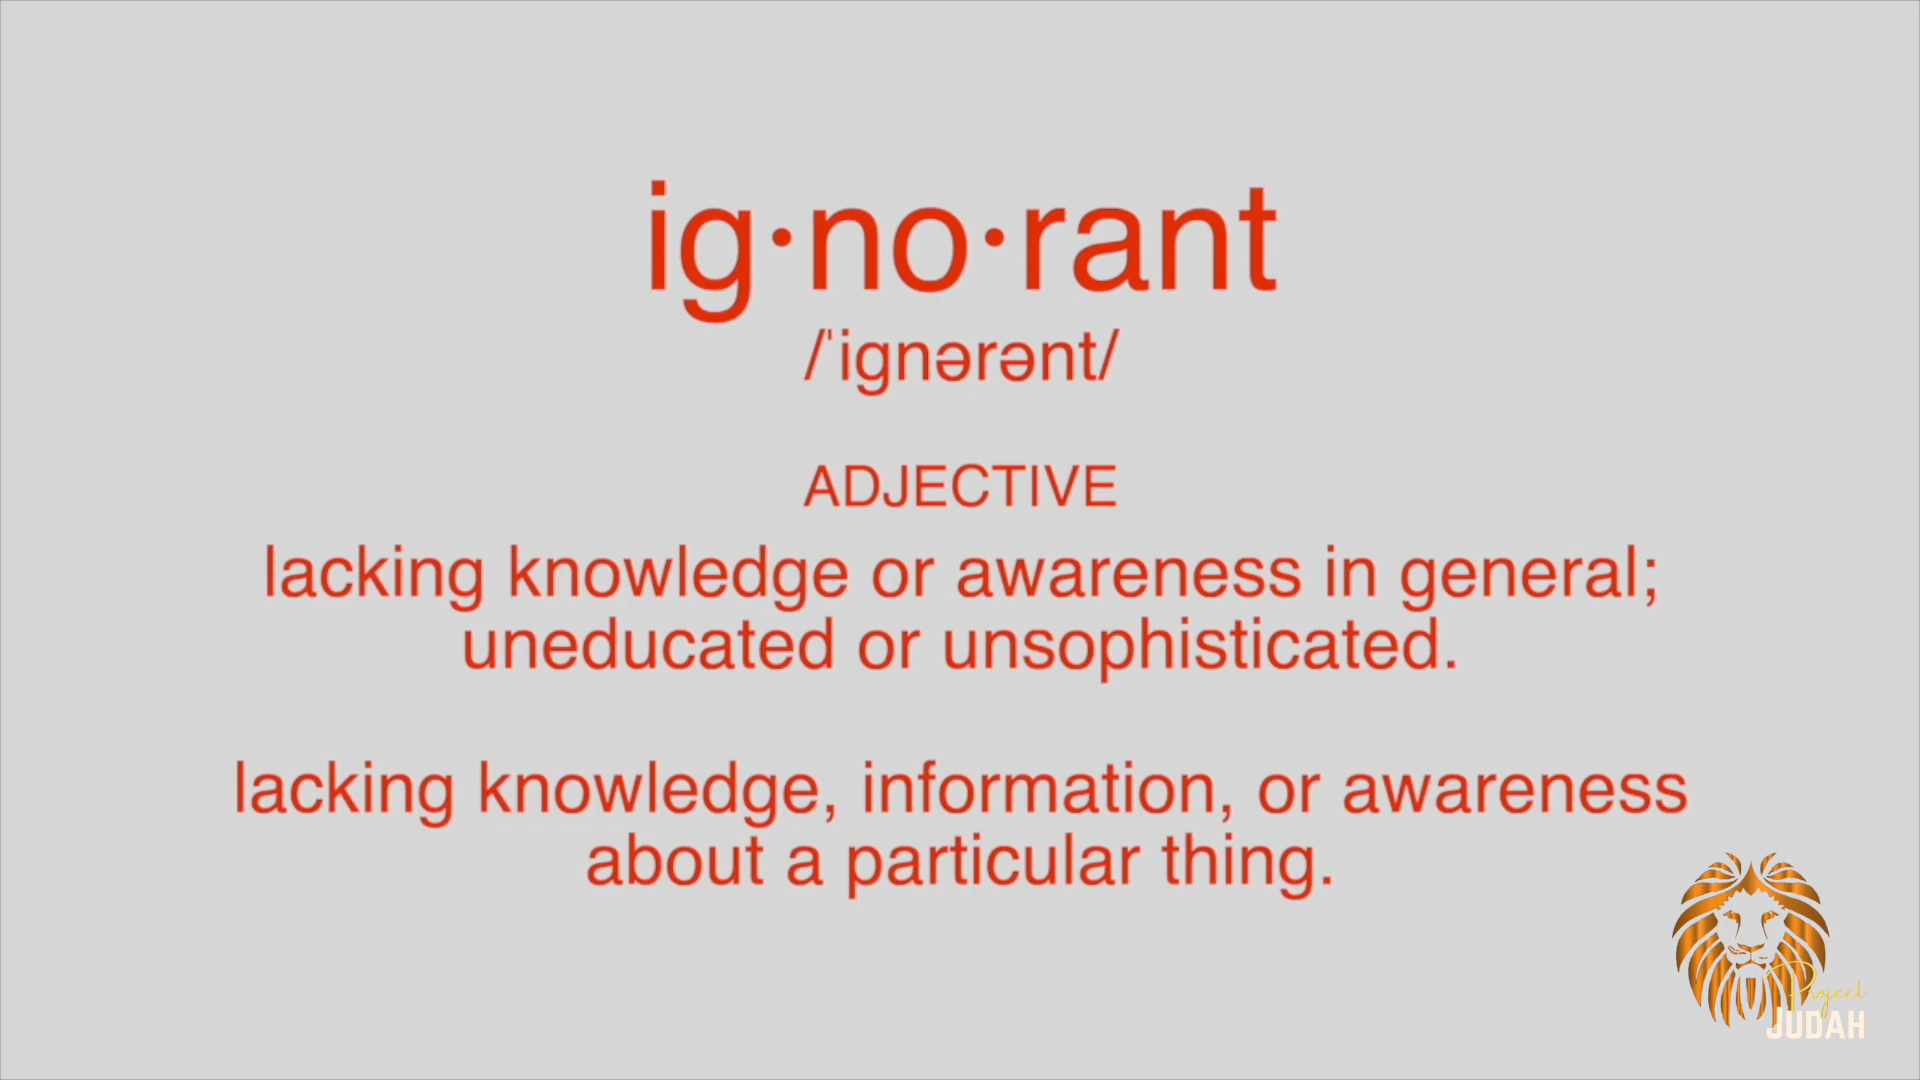 ig·no·rant
/ˈignərənt/
ADJECTIVE
lacking knowledge or awareness in general;
uneducated or unsophisticated.
lacking knowledge, information, or awareness
about a particular thing.
Project
JUDAH